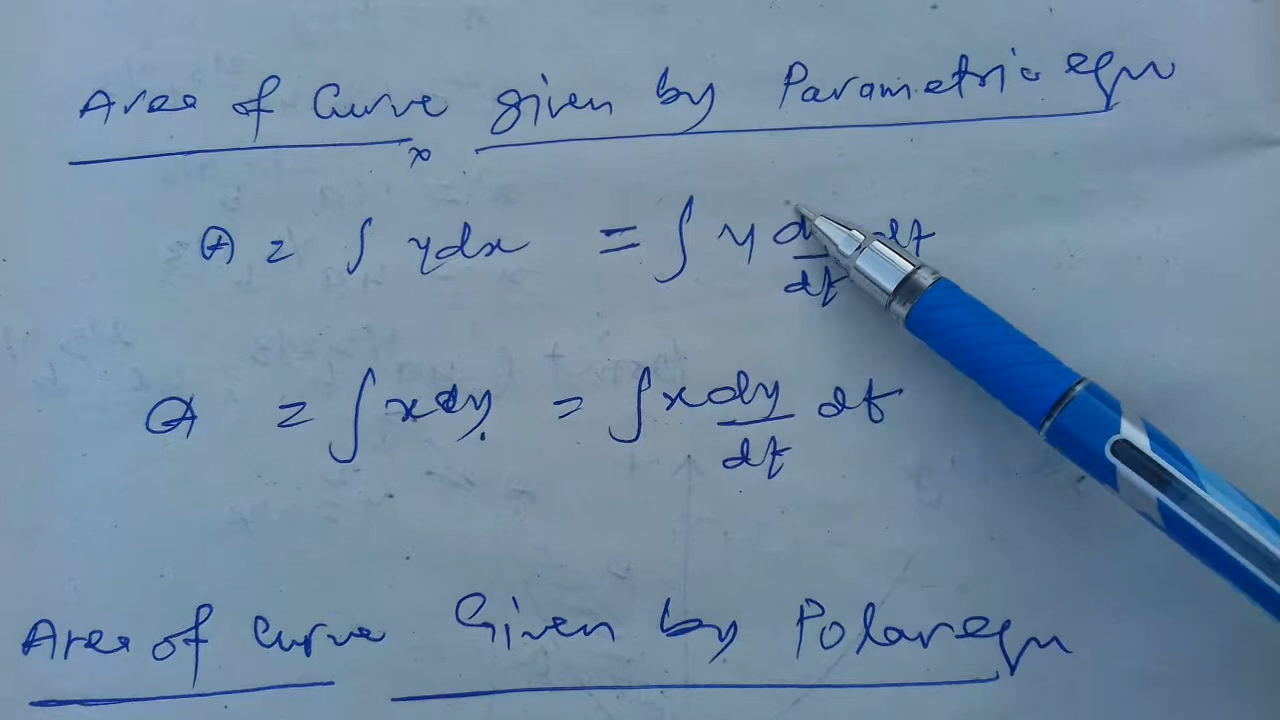 Area of Curve given by Parametric eqn
x
A = ∫ y dx = ∫ y d dt
dt
A = ∫ x dy = ∫ x dy dt
dt
Area of Curve Given by Polar eqn